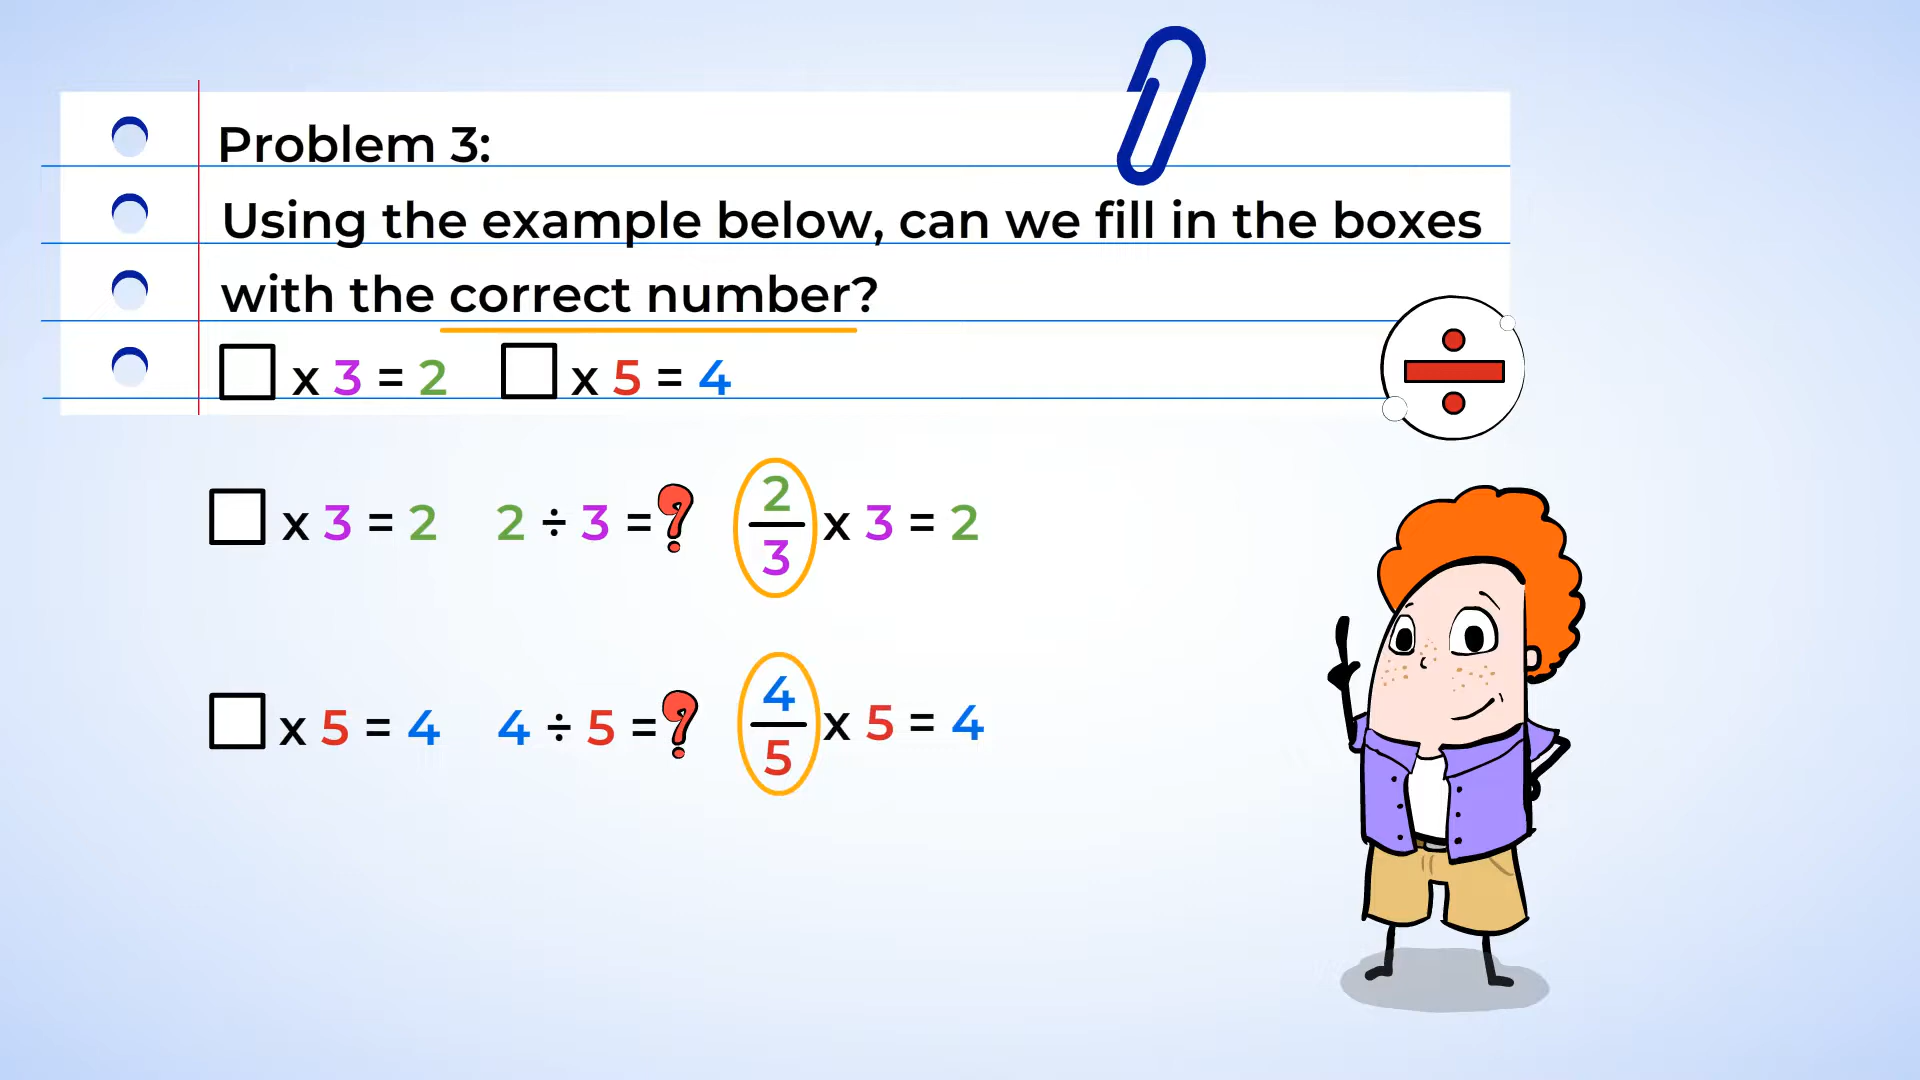 Problem 3:
Using the example below, can we fill in the boxes
with the correct number?
□ x 3 = 2 □ x 5 = 4
□ x 3 = 2 2 ÷ 3 = ? 2/3 x 3 = 2
□ x 5 = 4 4 ÷ 5 = ? 4/5 x 5 = 4